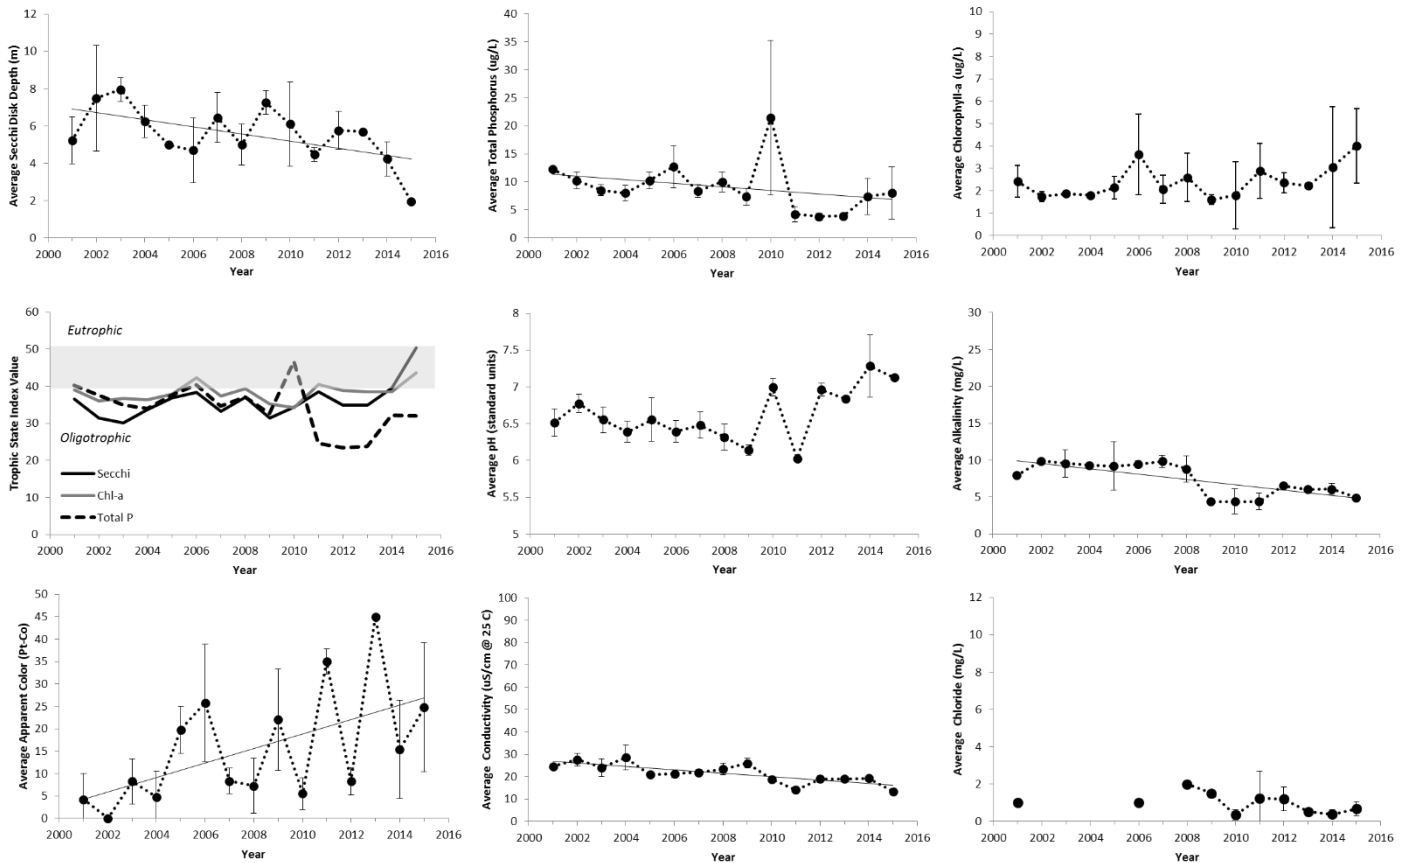 12
10
8
6
4
2
0
Average Secchi Disk Depth (m)
2000 2002 2004 2006 2008 2010 2012 2014 2016
Year
40
35
30
25
20
15
10
5
0
Average Total Phosphorus (ug/L)
2000 2002 2004 2006 2008 2010 2012 2014 2016
Year
10
9
8
7
6
5
4
3
2
1
0
Average Chlorophyll-a (ug/L)
2000 2002 2004 2006 2008 2010 2012 2014 2016
Year
60
50
40
30
20
10
0
Trophic State Index Value
Eutrophic
Oligotrophic
Secchi
Chl-a
Total P
2000 2002 2004 2006 2008 2010 2012 2014 2016
Year
8
7.5
7
6.5
6
5.5
5
Average pH (standard units)
2000 2002 2004 2006 2008 2010 2012 2014 2016
Year
30
25
20
15
10
5
0
Average Alkalinity (mg/L)
2000 2002 2004 2006 2008 2010 2012 2014 2016
Year
50
45
40
35
30
25
20
15
10
5
0
Average Apparent Color (Pt-Co)
2000 2002 2004 2006 2008 2010 2012 2014 2016
Year
100
90
80
70
60
50
40
30
20
10
0
Average Conductivity (uS/cm @ 25 C)
2000 2002 2004 2006 2008 2010 2012 2014 2016
Year
12
10
8
6
4
2
0
Average Chloride (mg/L)
2000 2002 2004 2006 2008 2010 2012 2014 2016
Year